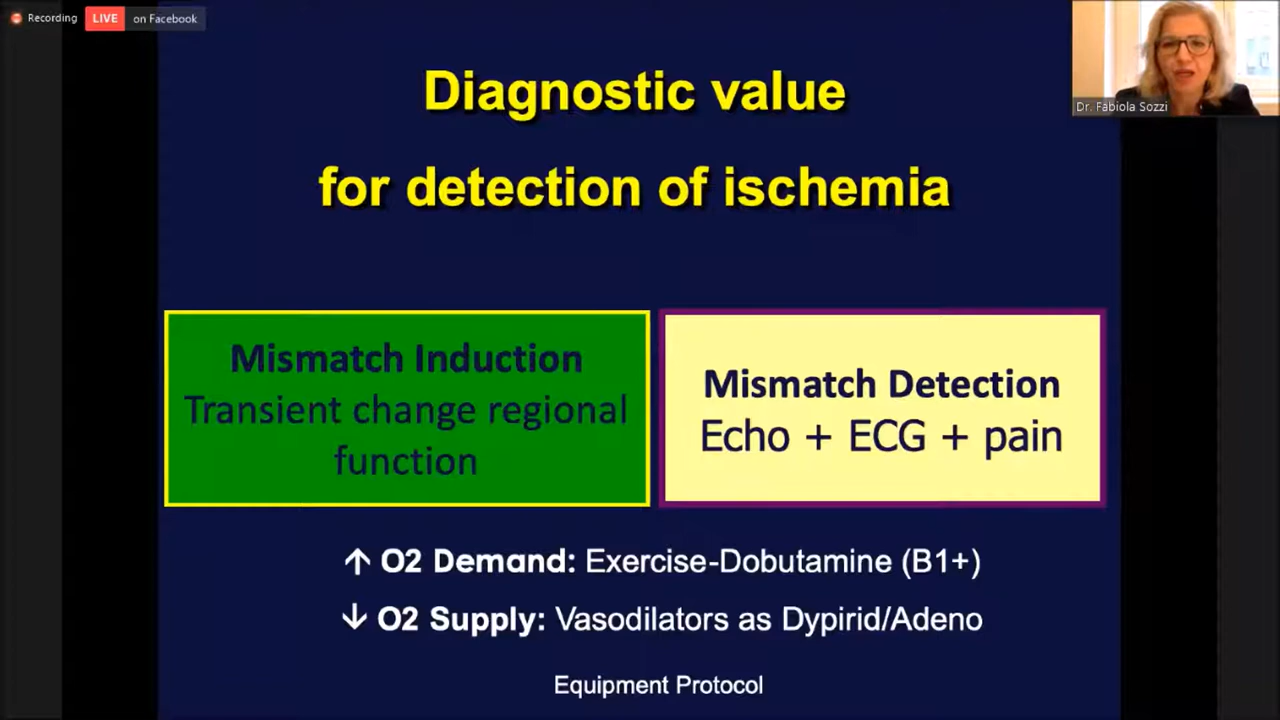 Recording LIVE on Facebook
Dr. Fabiola Sozzi
Diagnostic value
for detection of ischemia
Mismatch Induction
Transient change regional
function
Mismatch Detection
Echo + ECG + pain
↑ O2 Demand: Exercise-Dobutamine (B1+)
↓ O2 Supply: Vasodilators as Dypirid/Adeno
Equipment Protocol